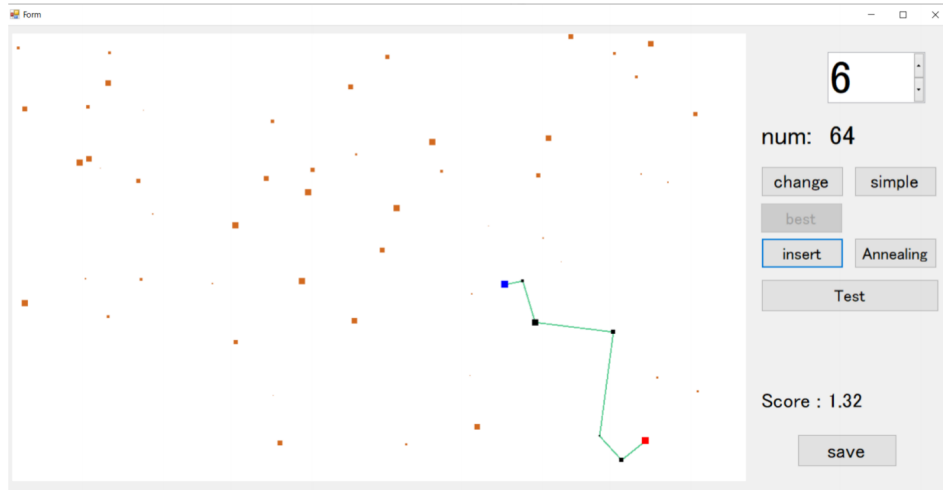 Form
6
num: 64
change simple
best
insert Annealing
Test
Score : 1.32
save